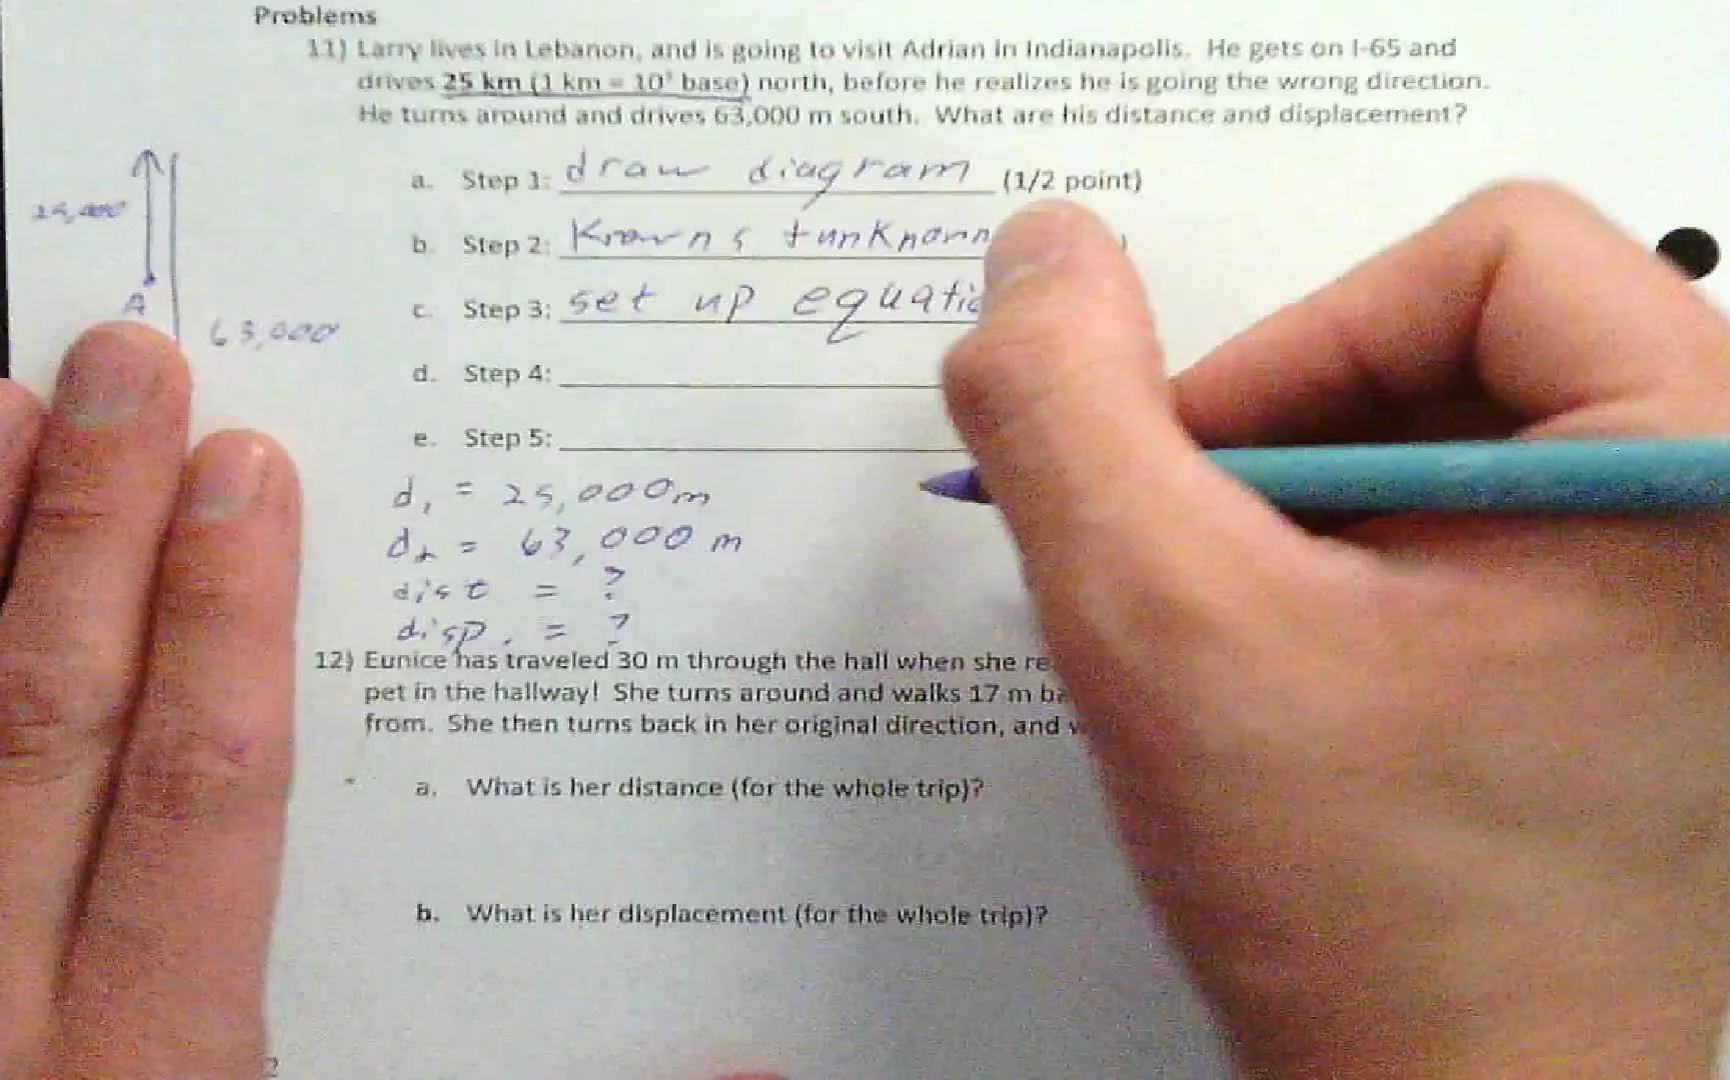 Problems
11) Larry lives in Lebanon, and is going to visit Adrian in Indianapolis. He gets on I-65 and
drives 25 km (1 km = 10³ base) north, before he realizes he is going the wrong direction.
He turns around and drives 63,000 m south. What are his distance and displacement?
a. Step 1: draw diagram (1/2 point)
b. Step 2: Knowns + unknown
c. Step 3: set up equatio
d. Step 4:
e. Step 5:
25,000
A
63,000
d₁ = 25,000m
d₂ = 63,000 m
dist = ?
disp. = ?
12) Eunice has traveled 30 m through the hall when she re
pet in the hallway! She turns around and walks 17 m ba
from. She then turns back in her original direction, and
a. What is her distance (for the whole trip)?
b. What is her displacement (for the whole trip)?
2